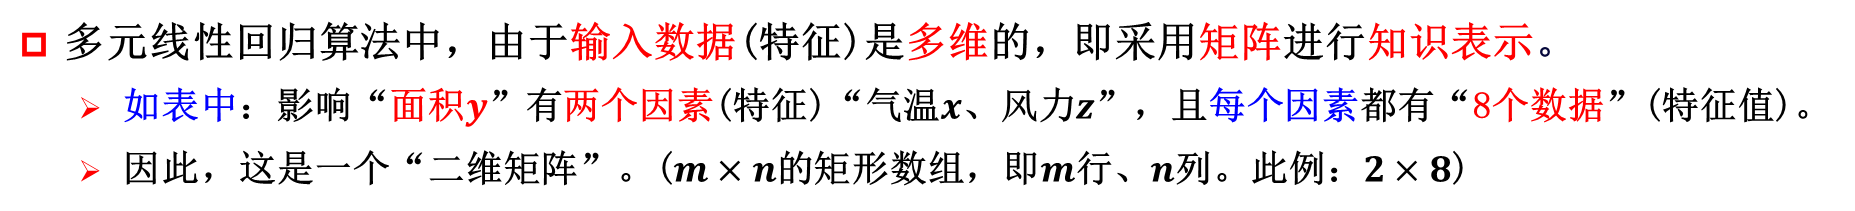 多元线性回归算法中，由于输入数据(特征)是多维的，即采用矩阵进行知识表示。
如表中：影响“面积y”有两个因素(特征)“气温x、风力z”，且每个因素都有“8个数据”(特征值)。
因此，这是一个“二维矩阵”。(m × n的矩形数组，即m行、n列。此例：2 × 8)